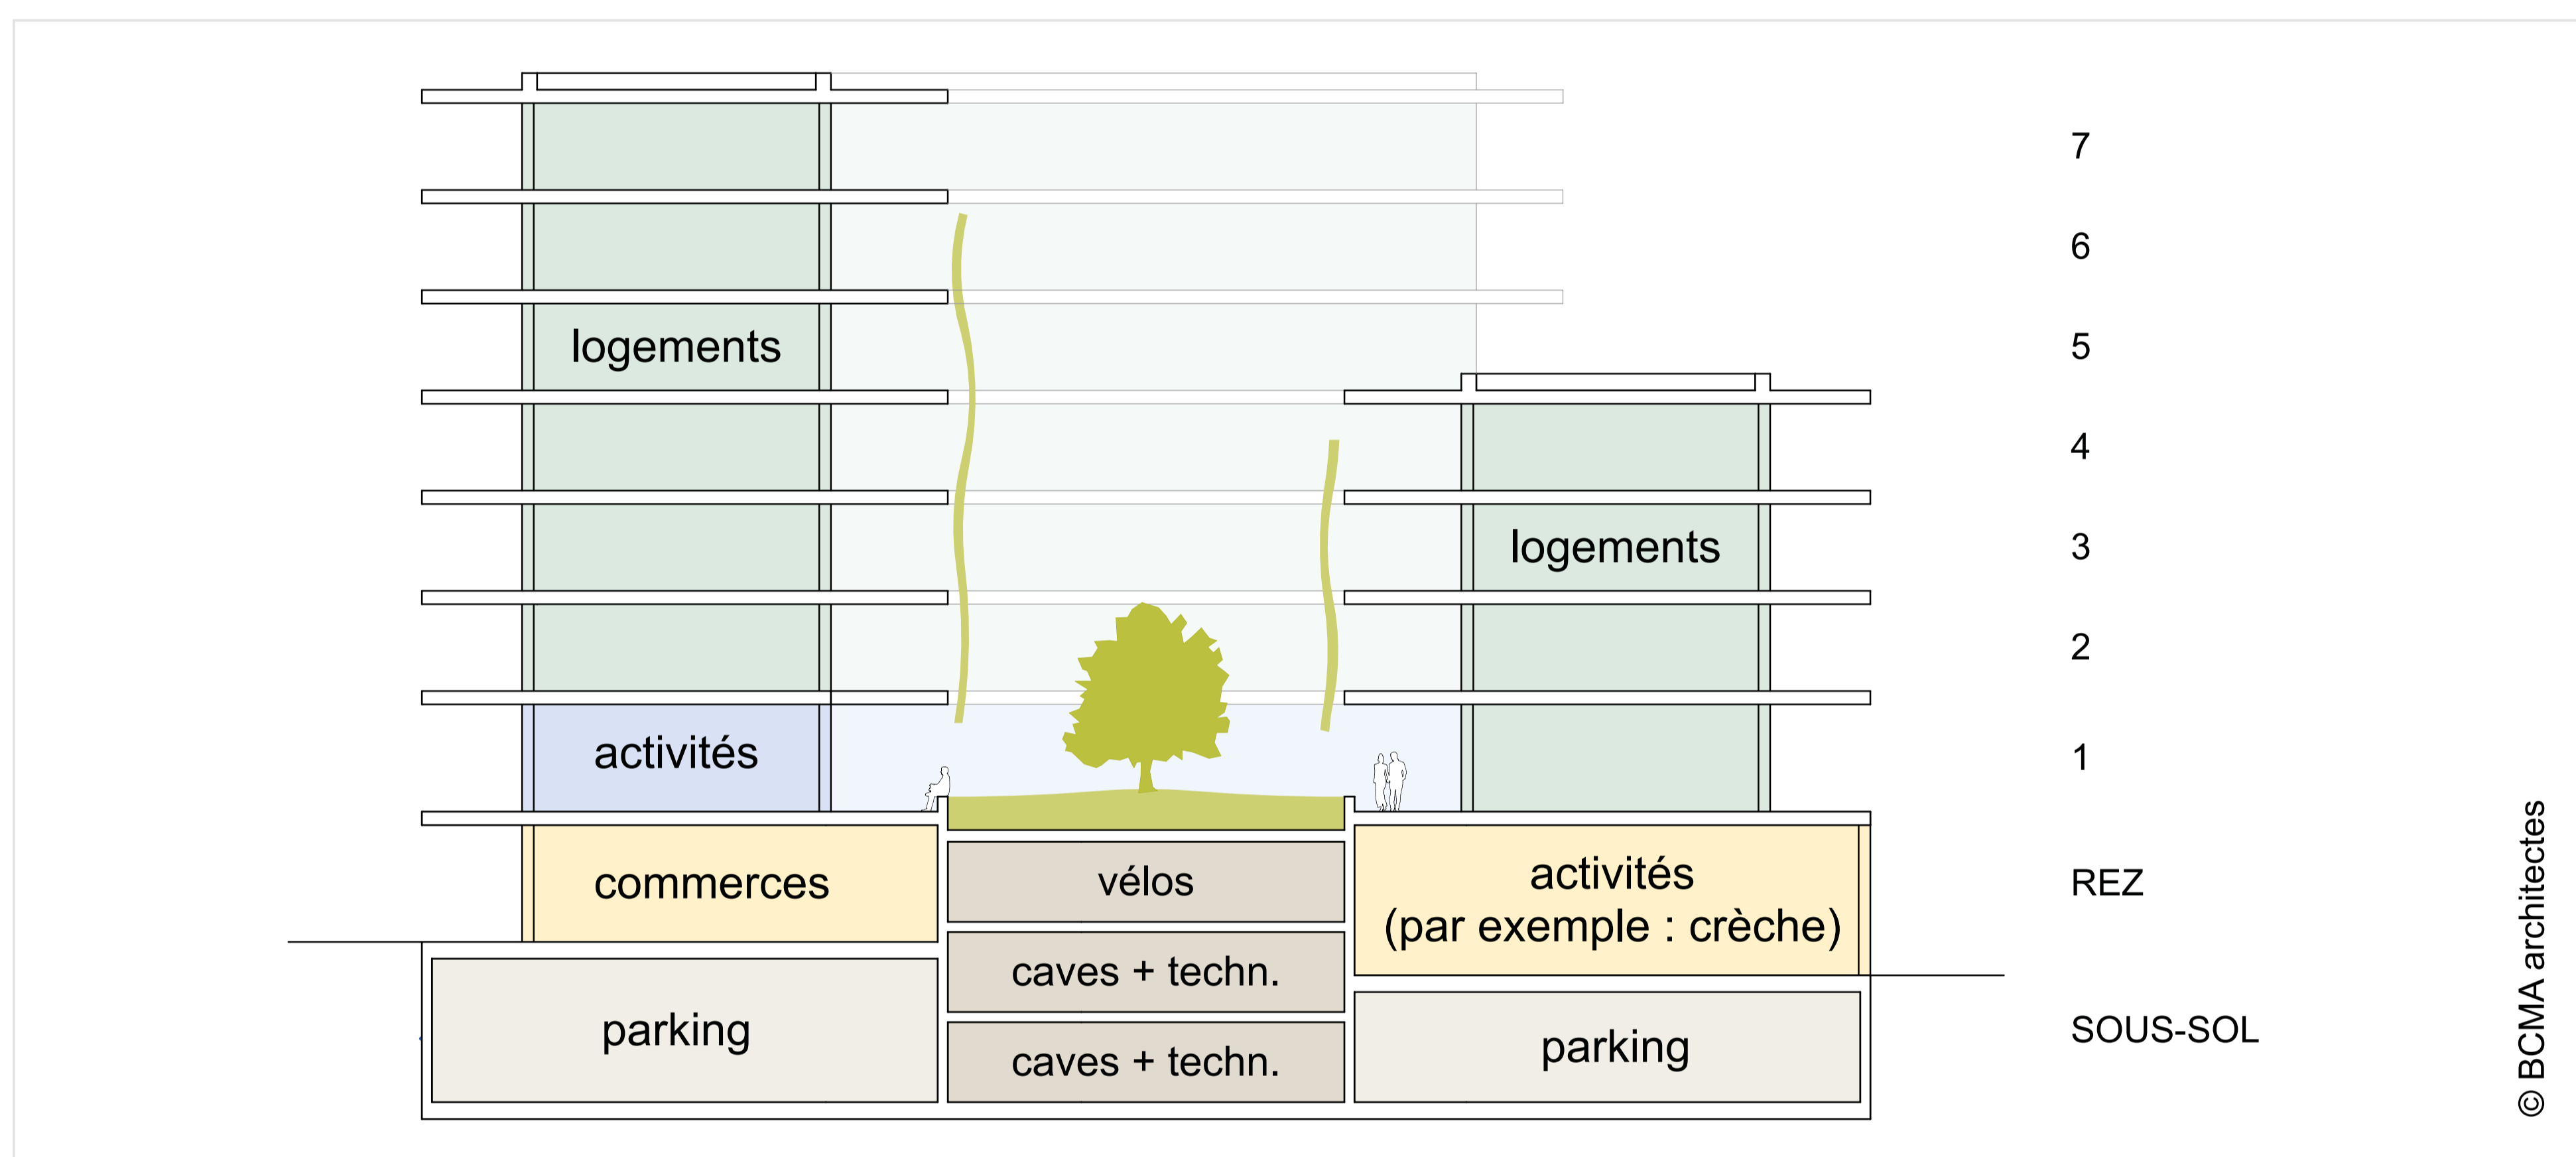 7
6
logements
5
4
logements
3
2
activités
1
commerces
vélos
activités
(par exemple : crèche)
REZ
caves + techn.
parking
caves + techn.
parking
SOUS-SOL
© BCMA architectes